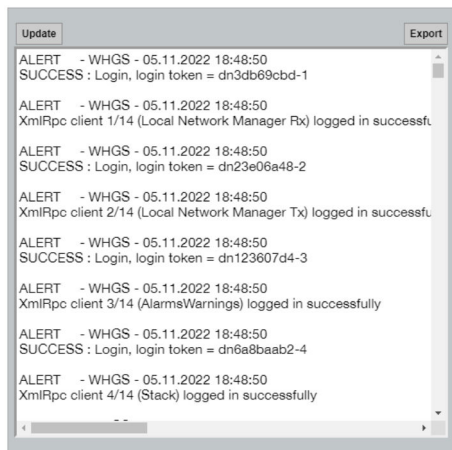 Update Export
ALERT - WHGS - 05.11.2022 18:48:50
SUCCESS : Login, login token = dn3db69cbd-1
ALERT - WHGS - 05.11.2022 18:48:50
XmlRpc client 1/14 (Local Network Manager Rx) logged in successfu
ALERT - WHGS - 05.11.2022 18:48:50
SUCCESS : Login, login token = dn23e06a48-2
ALERT - WHGS - 05.11.2022 18:48:50
XmlRpc client 2/14 (Local Network Manager Tx) logged in successfu
ALERT - WHGS - 05.11.2022 18:48:50
SUCCESS : Login, login token = dn123607d4-3
ALERT - WHGS - 05.11.2022 18:48:50
XmlRpc client 3/14 (AlarmsWarnings) logged in successfully
ALERT - WHGS - 05.11.2022 18:48:50
SUCCESS : Login, login token = dn6a8baab2-4
ALERT - WHGS - 05.11.2022 18:48:50
XmlRpc client 4/14 (Stack) logged in successfully